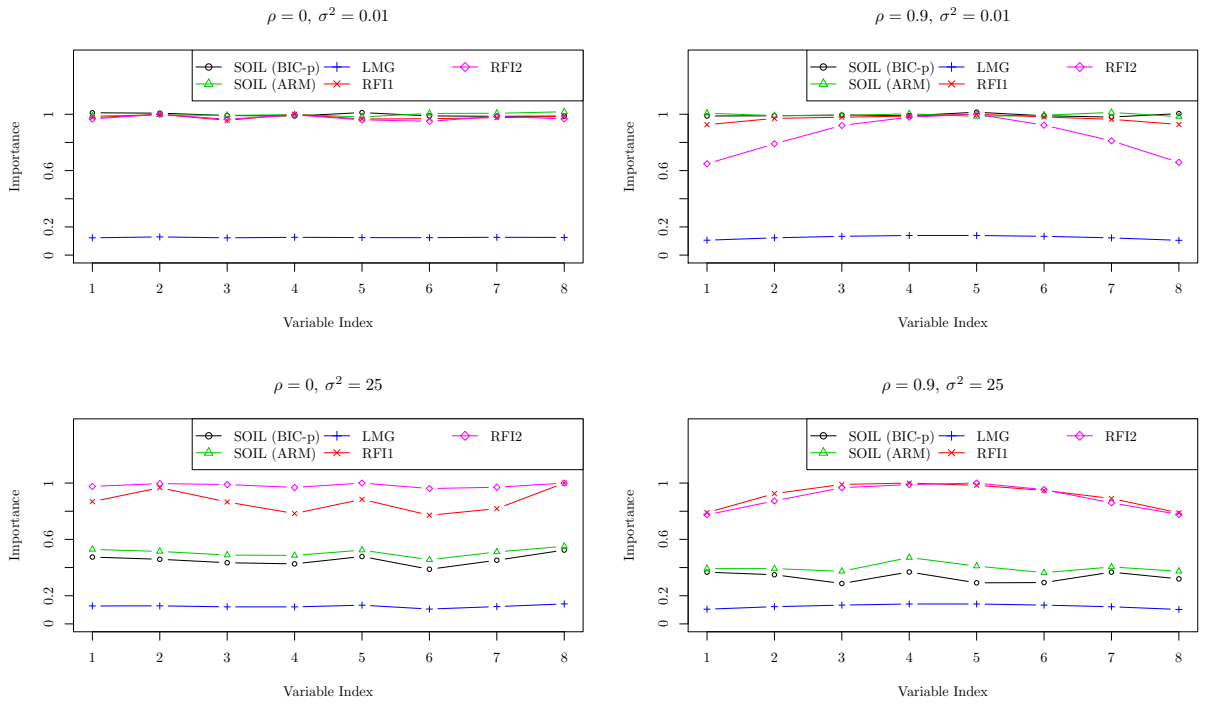 ρ = 0, σ² = 0.01
SOIL (BIC-p) LMG RFI2
SOIL (ARM) RFI1
Importance
0 0.2 0.6 1
1 2 3 4 5 6 7 8
Variable Index
ρ = 0.9, σ² = 0.01
SOIL (BIC-p) LMG RFI2
SOIL (ARM) RFI1
Importance
0 0.2 0.6 1
1 2 3 4 5 6 7 8
Variable Index
ρ = 0, σ² = 25
SOIL (BIC-p) LMG RFI2
SOIL (ARM) RFI1
Importance
0 0.2 0.6 1
1 2 3 4 5 6 7 8
Variable Index
ρ = 0.9, σ² = 25
SOIL (BIC-p) LMG RFI2
SOIL (ARM) RFI1
Importance
0 0.2 0.6 1
1 2 3 4 5 6 7 8
Variable Index